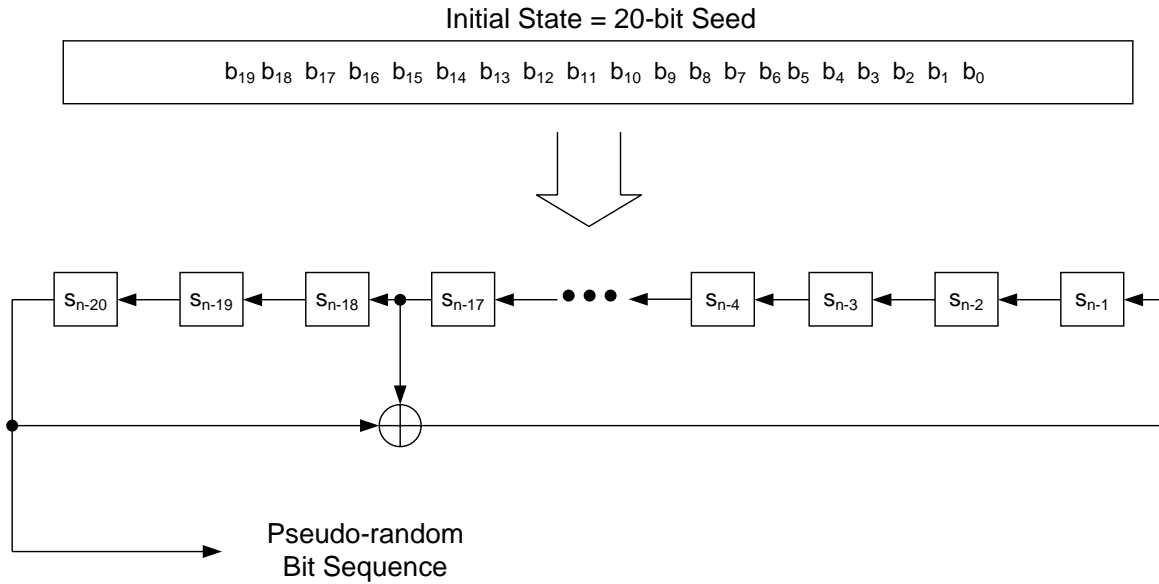 Initial State = 20-bit Seed
b₁₉ b₁₈ b₁₇ b₁₆ b₁₅ b₁₄ b₁₃ b₁₂ b₁₁ b₁₀ b₉ b₈ b₇ b₆ b₅ b₄ b₃ b₂ b₁ b₀
sₙ₋₂₀ sₙ₋₁₉ sₙ₋₁₈ sₙ₋₁₇ ••• sₙ₋₄ sₙ₋₃ sₙ₋₂ sₙ₋₁
Pseudo-random
Bit Sequence